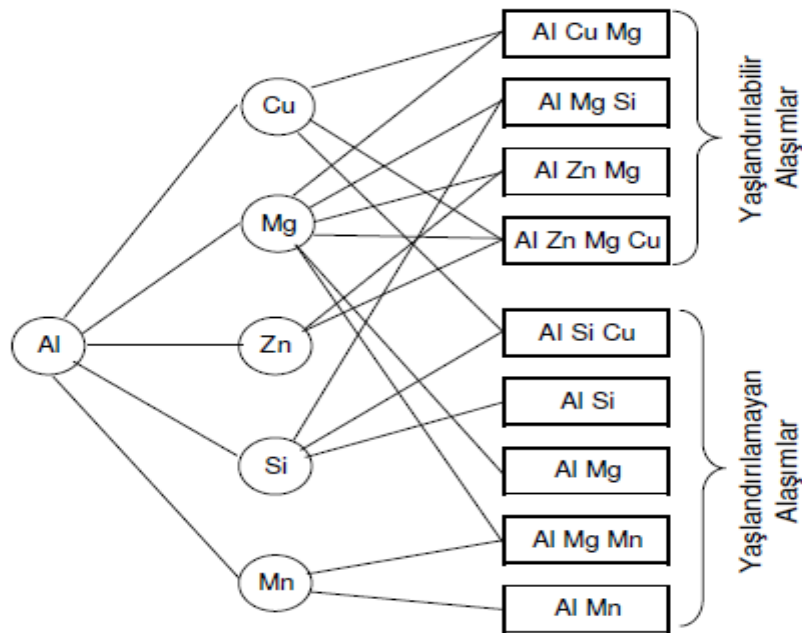 Al
Cu
Mg
Zn
Si
Mn
Al Cu Mg
Al Mg Si
Al Zn Mg
Al Zn Mg Cu
Al Si Cu
Al Si
Al Mg
Al Mg Mn
Al Mn
Yaşlandırılabilir
Alaşımlar
Yaşlandırılamayan
Alaşımlar